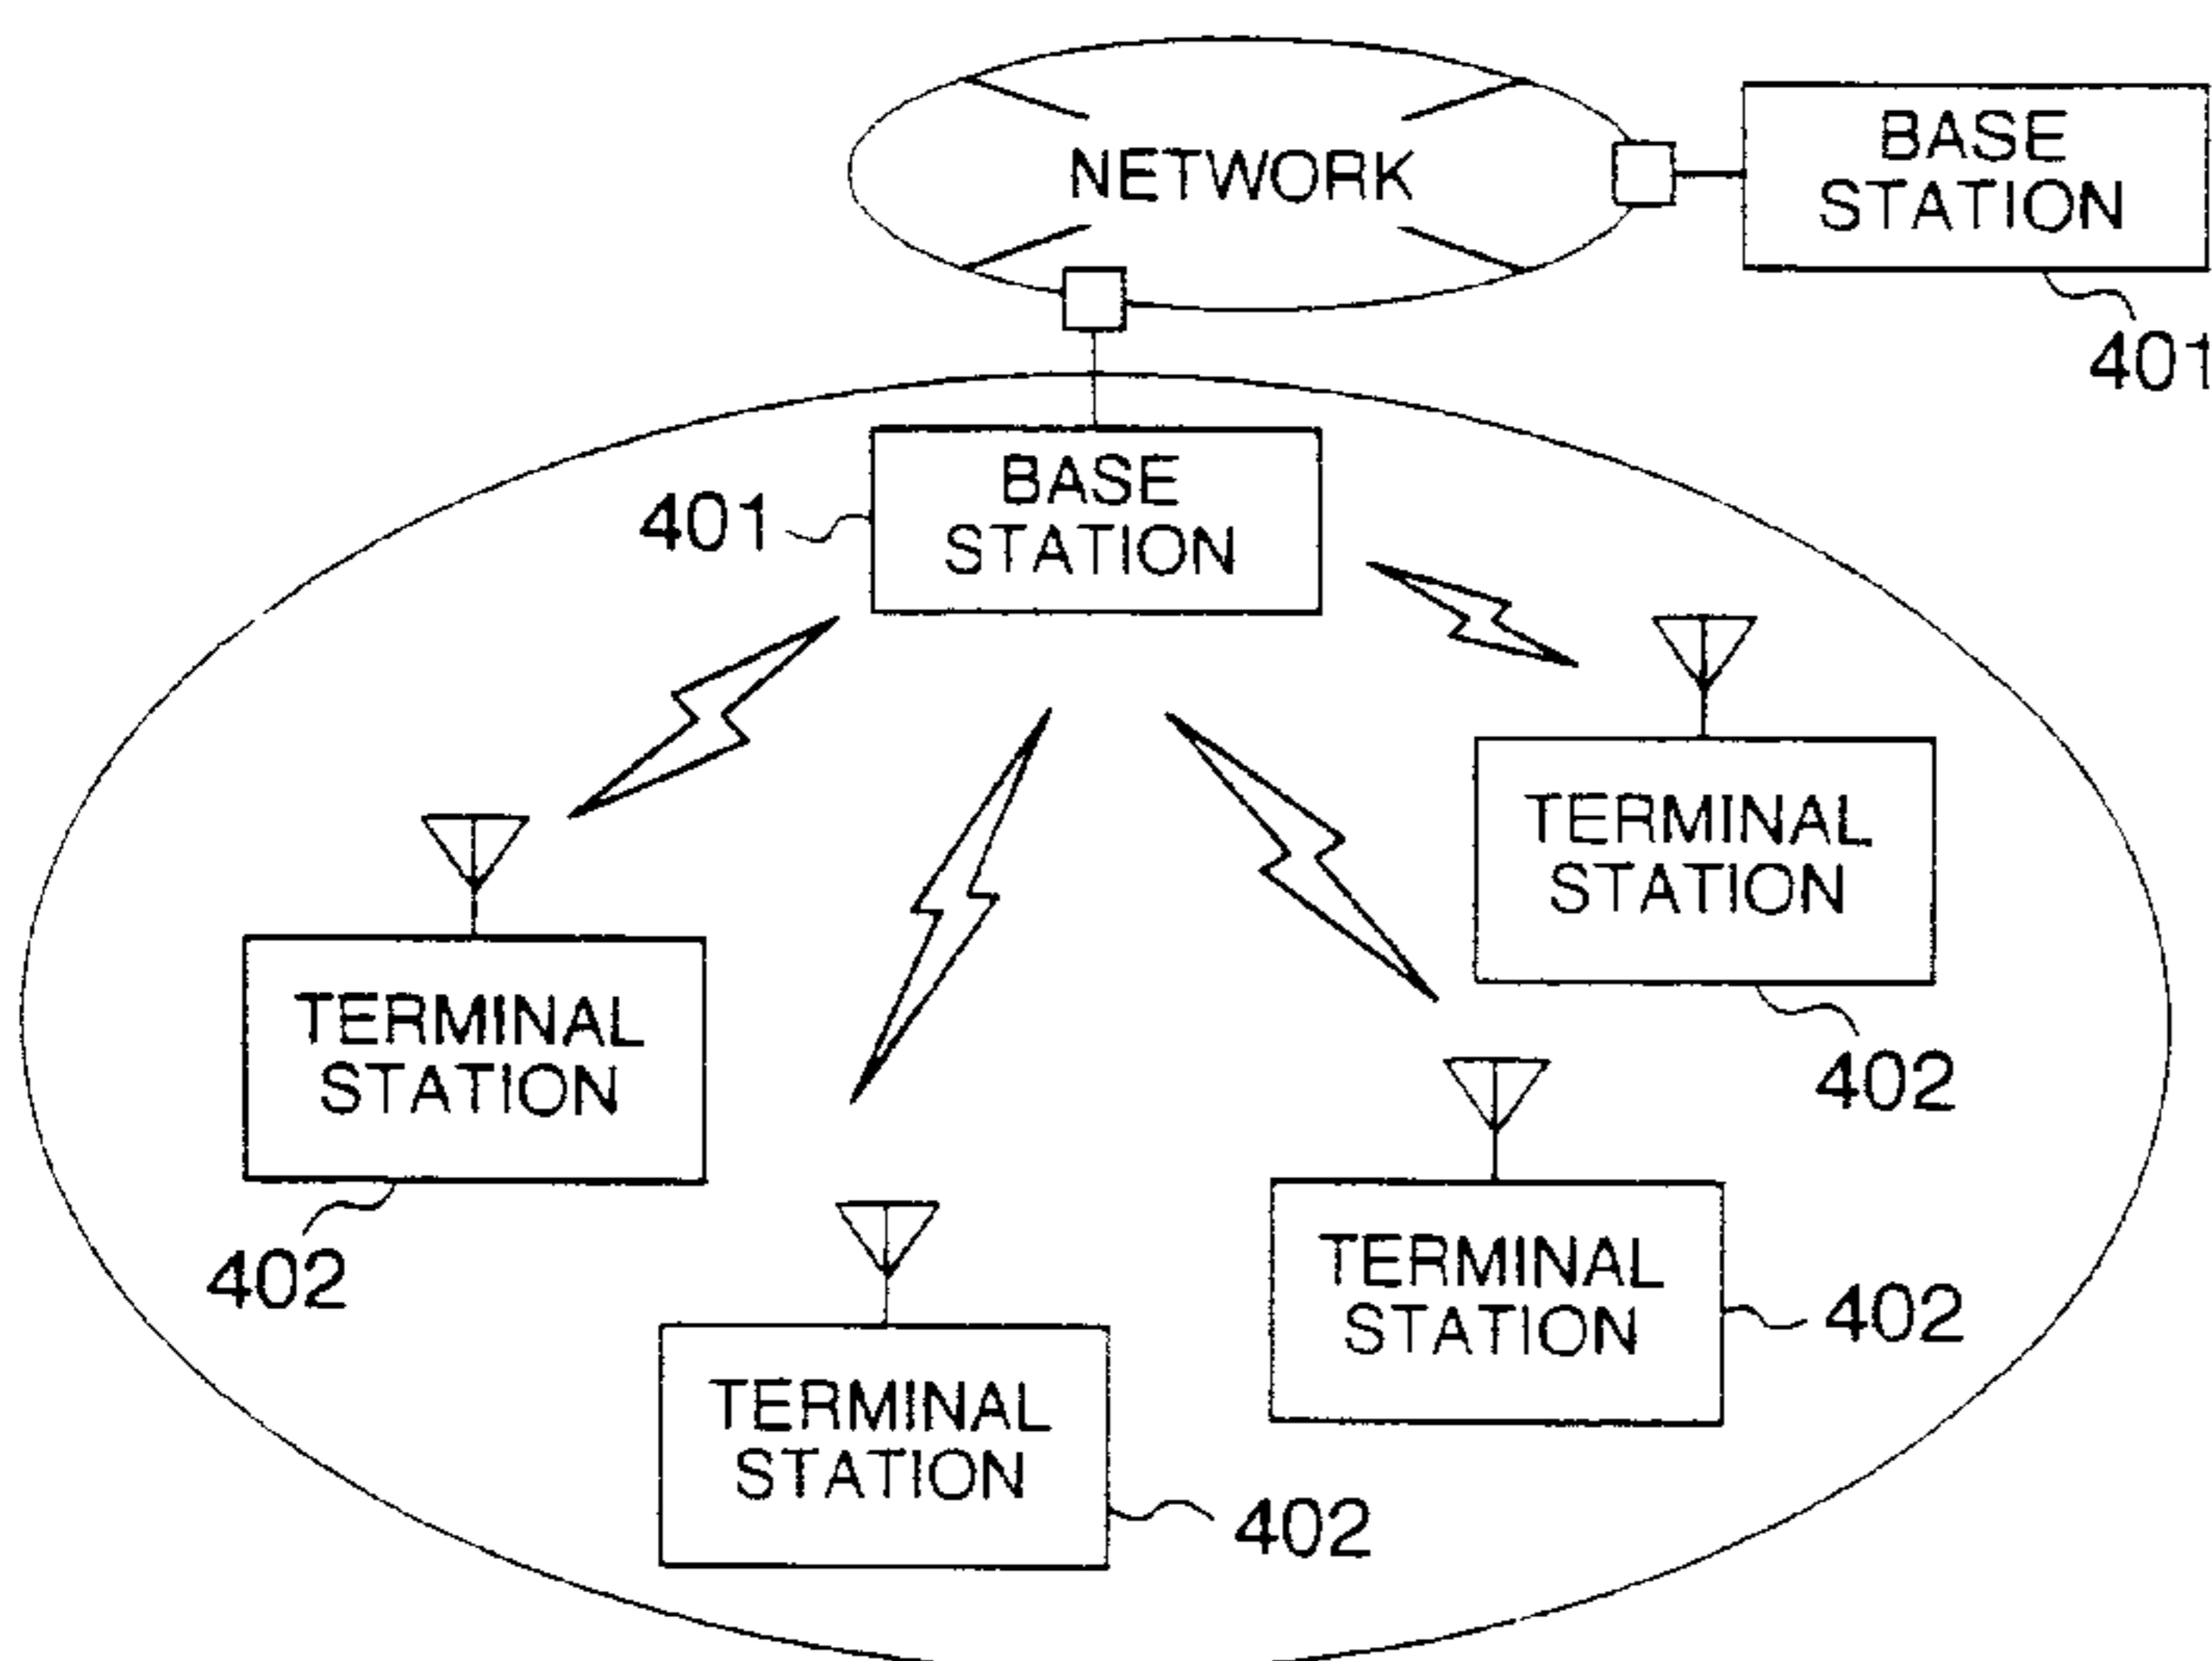 NETWORK
BASE
STATION
401
BASE
STATION
401
TERMINAL
STATION
402
TERMINAL
STATION
402
TERMINAL
STATION
402
TERMINAL
STATION
402